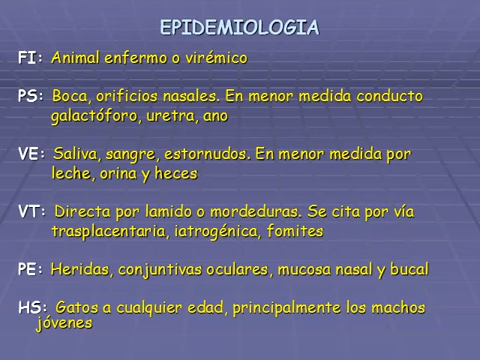 EPIDEMIOLOGIA
FI: Animal enfermo o virémico
PS: Boca, orificios nasales. En menor medida conducto
galactóforo, uretra, ano
VE: Saliva, sangre, estornudos. En menor medida por
leche, orina y heces
VT: Directa por lamido o mordeduras. Se cita por vía
trasplacentaria, iatrogénica, fomites
PE: Heridas, conjuntivas oculares, mucosa nasal y bucal
HS: Gatos a cualquier edad, principalmente los machos
jóvenes